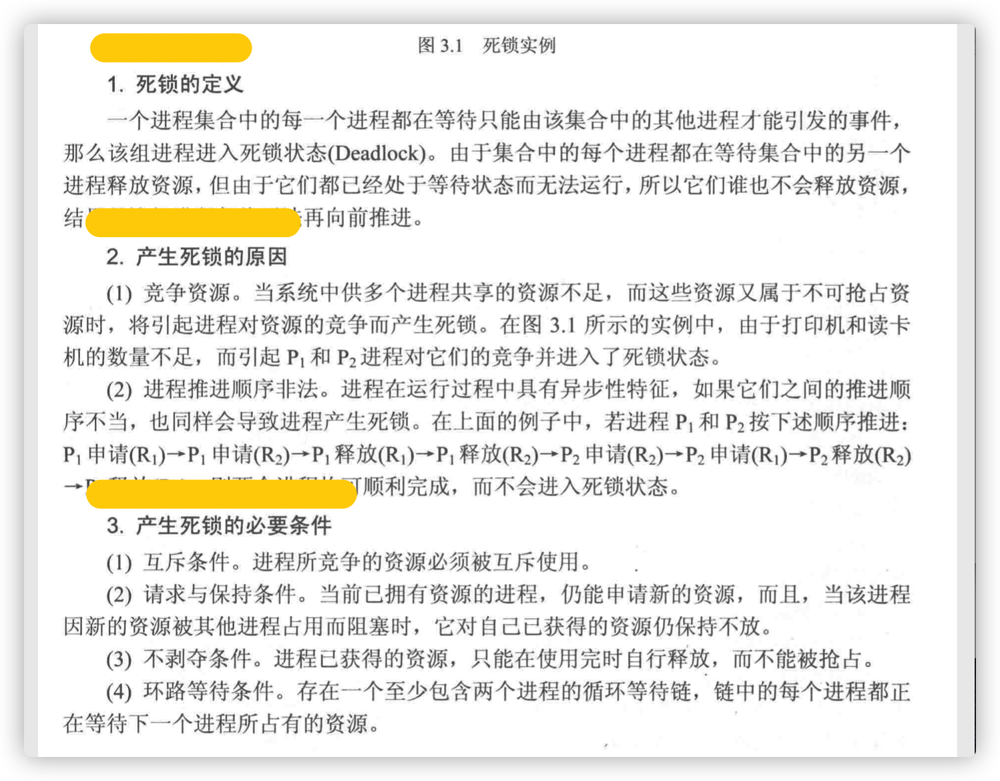 图 3.1 死锁实例
1. 死锁的定义
一个进程集合中的每一个进程都在等待只能由该集合中的其他进程才能引发的事件，
那么该组进程进入死锁状态(Deadlock)。由于集合中的每个进程都在等待集合中的另一个
进程释放资源，但由于它们都已经处于等待状态而无法运行，所以它们谁也不会释放资源，
结再向前推进。
2. 产生死锁的原因
(1) 竞争资源。当系统中供多个进程共享的资源不足，而这些资源又属于不可抢占资
源时，将引起进程对资源的竞争而产生死锁。在图 3.1 所示的实例中，由于打印机和读卡
机的数量不足，而引起 P₁ 和 P₂ 进程对它们的竞争并进入了死锁状态。
(2) 进程推进顺序非法。进程在运行过程中具有异步性特征，如果它们之间的推进顺
序不当，也同样会导致进程产生死锁。在上面的例子中，若进程 P₁ 和 P₂ 按下述顺序推进：
P₁ 申请(R₁)→P₁ 申请(R₂)→P₁ 释放(R₁)→P₁ 释放(R₂)→P₂ 申请(R₂)→P₂ 申请(R₁)→P₂ 释放(R₂)
→可顺利完成，而不会进入死锁状态。
3. 产生死锁的必要条件
(1) 互斥条件。进程所竞争的资源必须被互斥使用。
(2) 请求与保持条件。当前已拥有资源的进程，仍能申请新的资源，而且，当该进程
因新的资源被其他进程占用而阻塞时，它对自己已获得的资源仍保持不放。
(3) 不剥夺条件。进程已获得的资源，只能在使用完时自行释放，而不能被抢占。
(4) 环路等待条件。存在一个至少包含两个进程的循环等待链，链中的每个进程都正
在等待下一个进程所占有的资源。